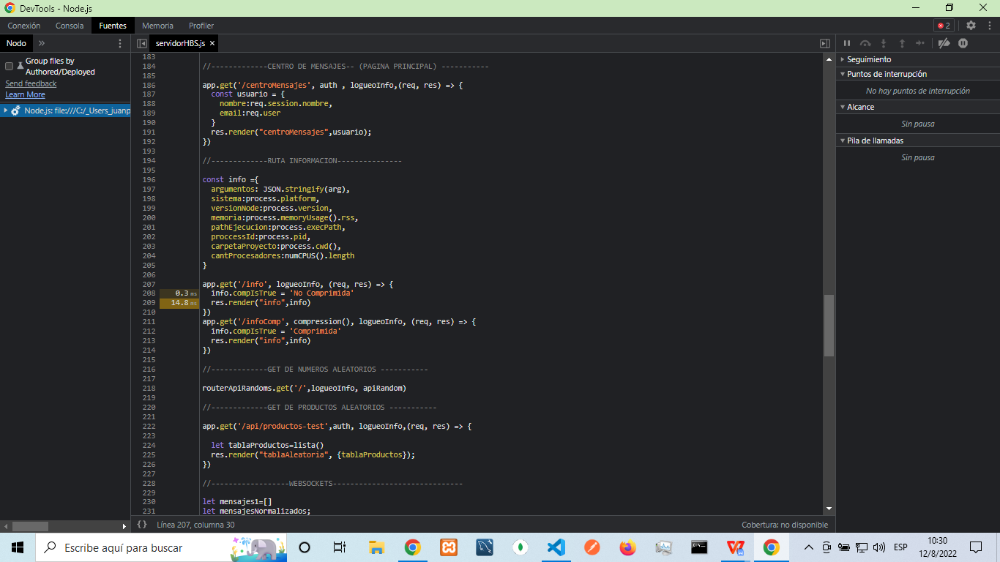 DevTools - Node.js
Conexión Consola Fuentes Memoria Profiler 2
Nodo
servidorHBS.js
Group files by
Authored/Deployed
Send feedback
Learn More
Node.js: file:///C:/_Users_juanp
183
184 //-------------CENTRO DE MENSAJES-- (PAGINA PRINCIPAL) -----------
185
186 app.get('/centroMensajes', auth , logueoInfo,(req, res) => {
187 const usuario = {
188 nombre:req.session.nombre,
189 email:req.user
190 }
191 res.render("centroMensajes",usuario);
192 })
193
194 //-------------RUTA INFORMACION---------------
195
196 const info ={
197 argumentos: JSON.stringify(arg),
198 sistema:process.platform,
199 versionNode:process.version,
200 memoria:process.memoryUsage().rss,
201 pathEjecucion:process.execPath,
202 proccessId:process.pid,
203 carpetaProyecto:process.cwd(),
204 cantProcesadores:numCPUS().length
205 }
206
207 app.get('/info', logueoInfo, (req, res) => {
208 0.3 ms info.compIsTrue = 'No Comprimida'
209 14.8 ms res.render("info",info)
210 })
211 app.get('/infoComp', compression(), logueoInfo, (req, res) => {
212 info.compIsTrue = 'Comprimida'
213 res.render("info",info)
214 })
215
216 //-------------GET DE NUMEROS ALEATORIOS -----------
217
218 routerApiRandoms.get('/',logueoInfo, apiRandom)
219
220 //-------------GET DE PRODUCTOS ALEATORIOS -----------
221
222 app.get('/api/productos-test',auth, logueoInfo,(req, res) => {
223
224 let tablaProductos=lista()
225 res.render("tablaAleatoria", {tablaProductos});
226 })
227
228 //------------------WEBSOCKETS------------------------------
229
230 let mensajes1=[]
231 let mensajesNormalizados;
Seguimiento
Puntos de interrupción
No hay puntos de interrupción
Alcance
Sin pausa
Pila de llamadas
Sin pausa
{} Línea 207, columna 30 Cobertura: no disponible
Escribe aquí para buscar
ESP
10:30
12/8/2022